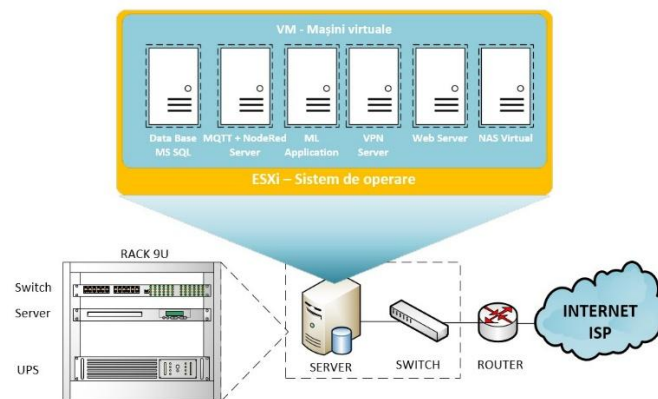 VM - Mașini virtuale
Data Base
MS SQL
MQTT + NodeRed
Server
ML
Application
VPN
Server
Web Server
NAS Virtual
ESXi – Sistem de operare
RACK 9U
Switch
Server
UPS
SERVER
SWITCH
ROUTER
INTERNET
ISP